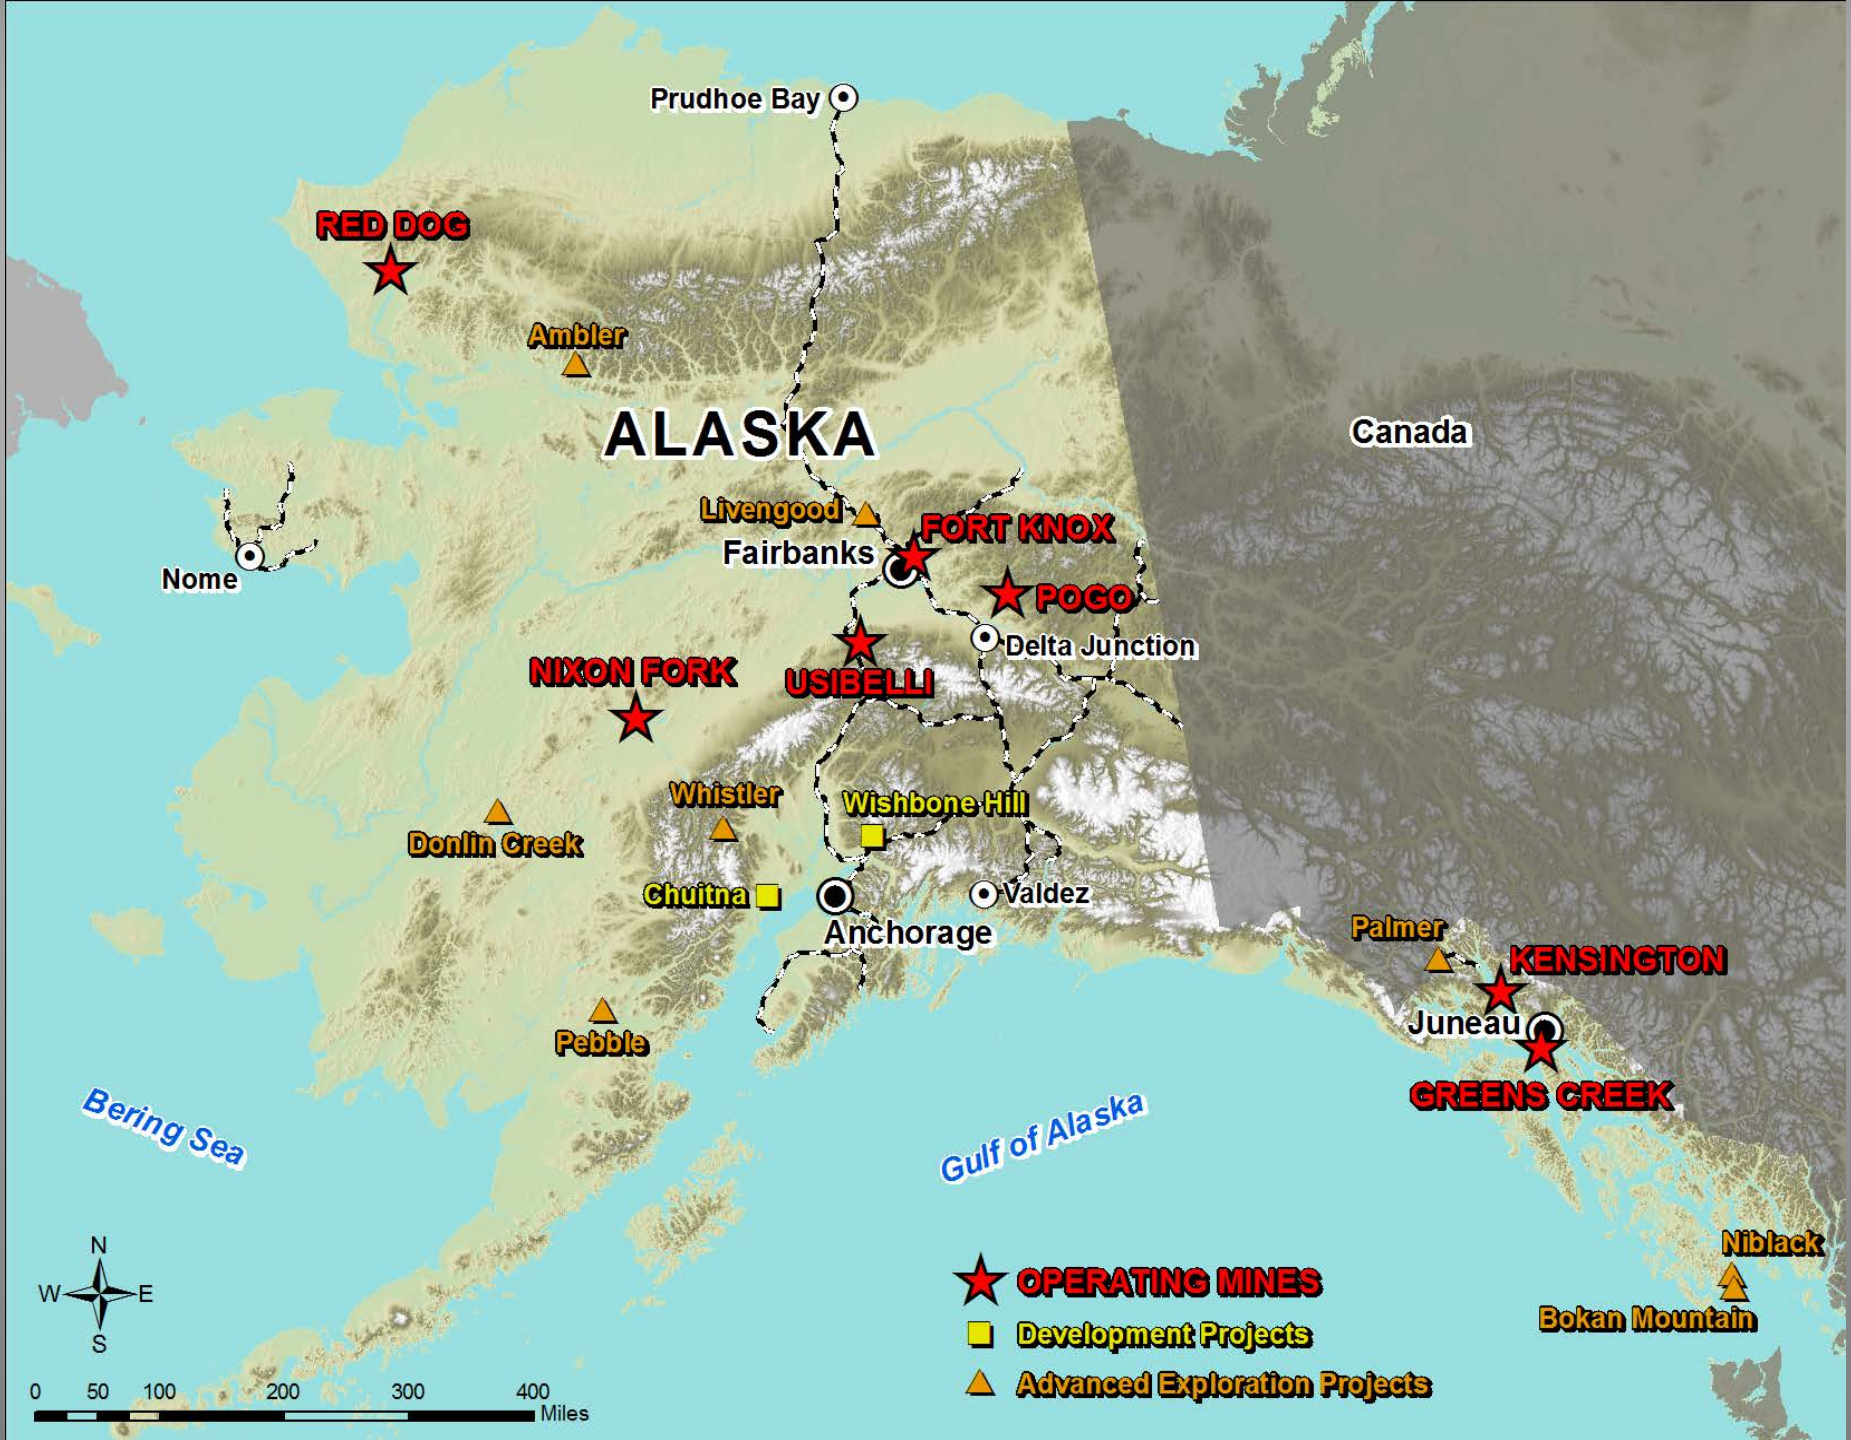 Prudhoe Bay
RED DOG
Ambler
ALASKA
Canada
Livengood
FORT KNOX
Fairbanks
Nome
POGO
Delta Junction
NIXON FORK
USIBELLI
Whistler
Wishbone Hill
Donlin Creek
Chuitna
Valdez
Anchorage
Palmer
KENSINGTON
Juneau
Pebble
GREENS CREEK
Bering Sea
Gulf of Alaska
Niblack
Bokan Mountain
N
W E
S
OPERATING MINES
Development Projects
Advanced Exploration Projects
0 50 100 200 300 400
Miles